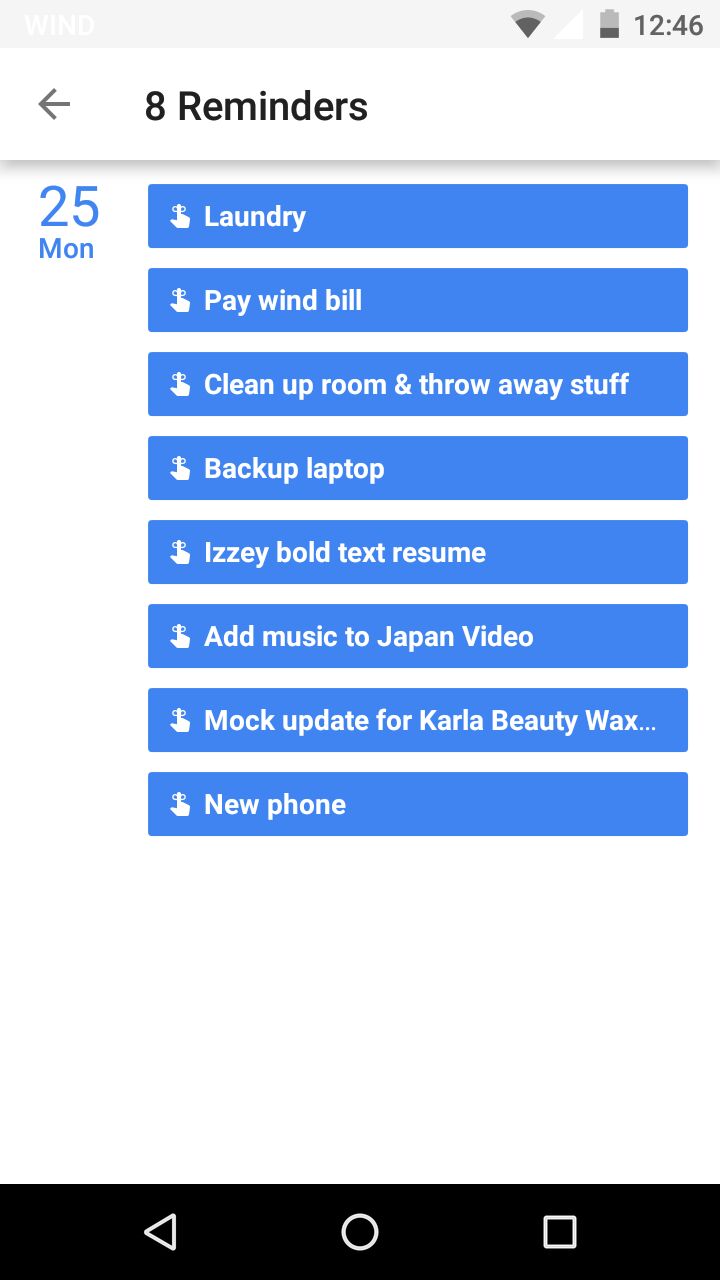 WIND 12:46
8 Reminders
25
Mon
Laundry
Pay wind bill
Clean up room & throw away stuff
Backup laptop
Izzey bold text resume
Add music to Japan Video
Mock update for Karla Beauty Wax...
New phone